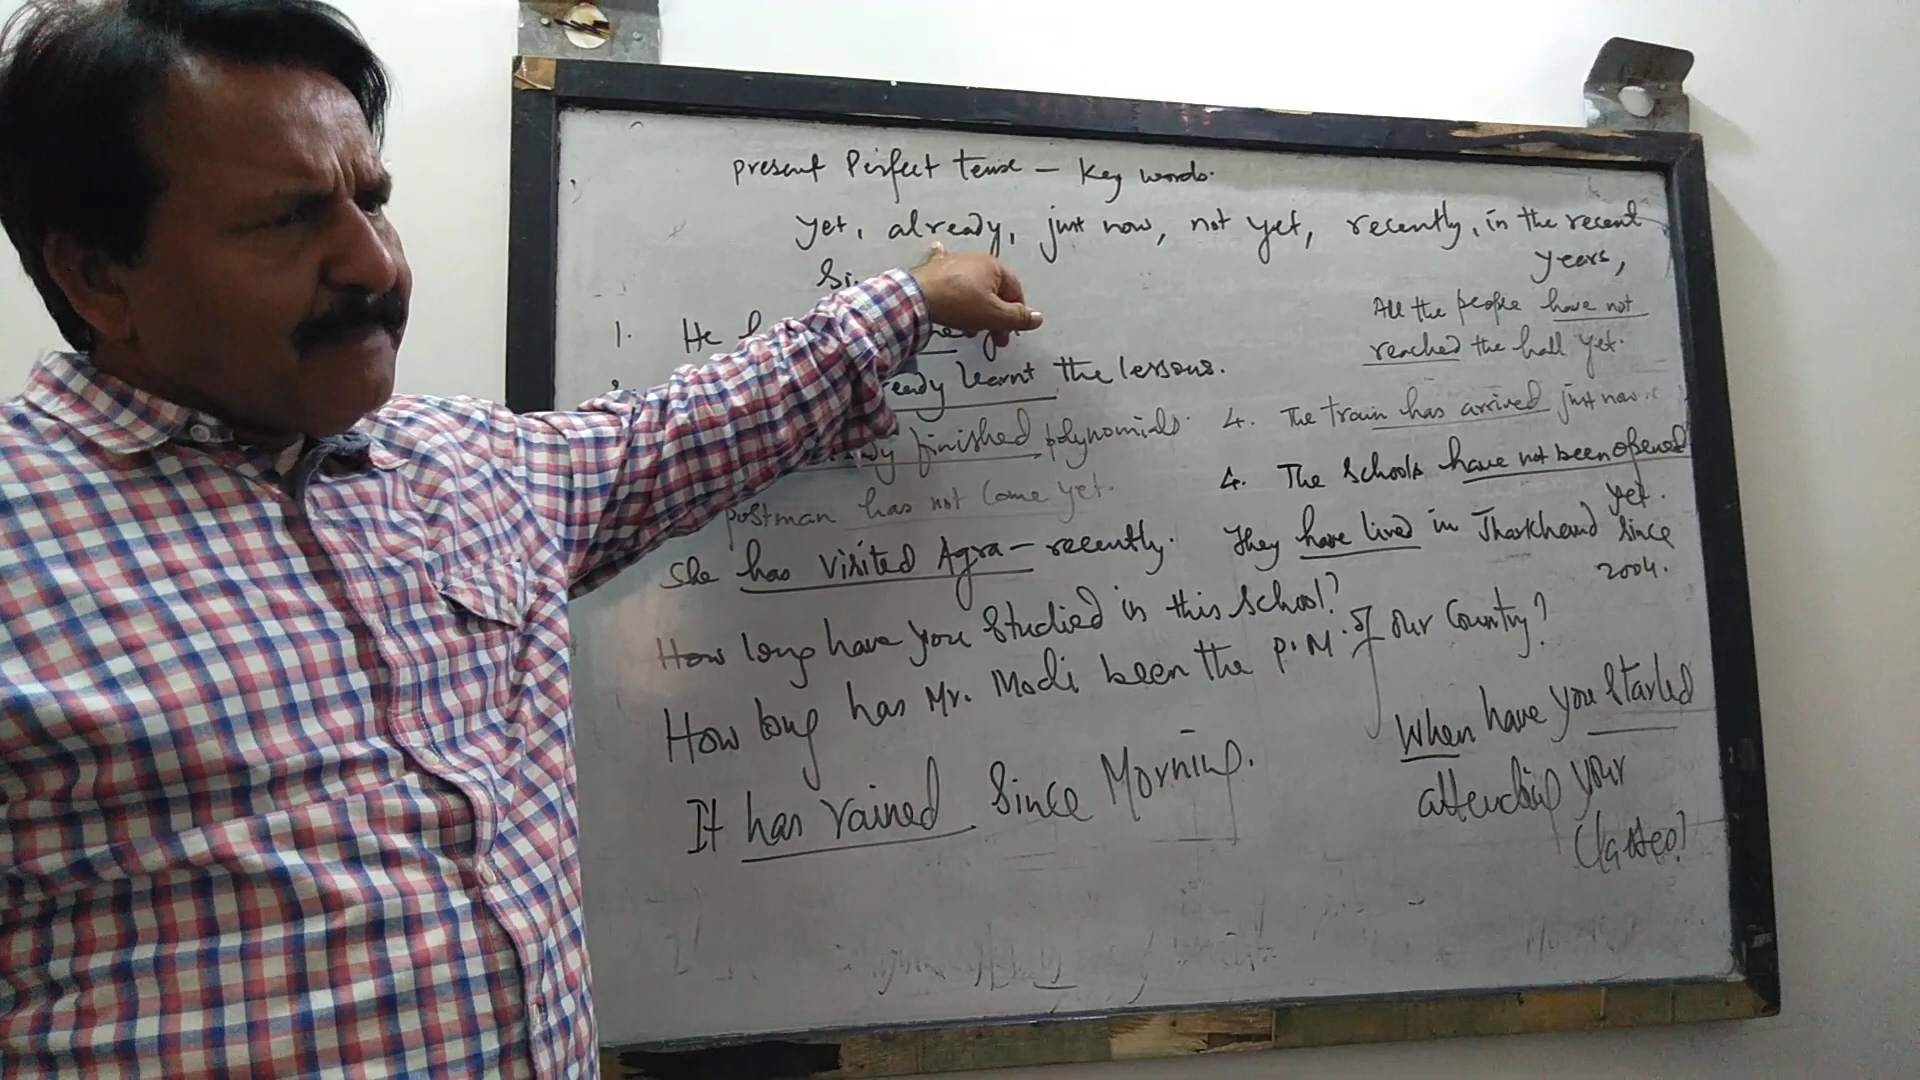 present Perfect tense – Key words.
yet, already, just now, not yet, recently, in the recent
years,
1. He
already learnt the lessons.
finished polynomials.
postman has not come yet.
She has visited Agra – recently.
How long have you studied in this school?
How long has Mr. Modi been the P.M. of our Country?
It has rained since Morning.
All the people have not
reached the hall yet.
4. The train has arrived just now.
4. The schools have not been opened
yet.
They have lived in Jharkhand since
2004.
When have you started
attending your
Classes?